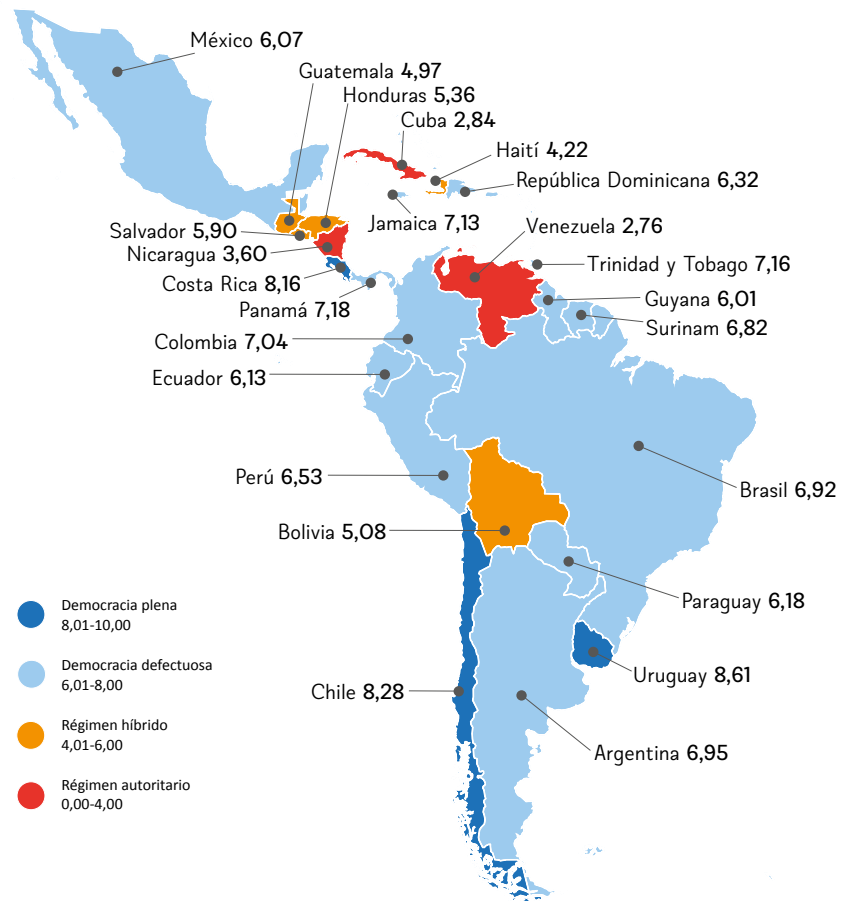 México 6,07
Guatemala 4,97
Honduras 5,36
Cuba 2,84
Haití 4,22
República Dominicana 6,32
Jamaica 7,13
Venezuela 2,76
Salvador 5,90
Nicaragua 3,60
Trinidad y Tobago 7,16
Costa Rica 8,16
Guyana 6,01
Panamá 7,18
Surinam 6,82
Colombia 7,04
Ecuador 6,13
Perú 6,53
Brasil 6,92
Bolivia 5,08
Paraguay 6,18
Uruguay 8,61
Chile 8,28
Argentina 6,95
Democracia plena
8,01-10,00
Democracia defectuosa
6,01-8,00
Régimen híbrido
4,01-6,00
Régimen autoritario
0,00-4,00